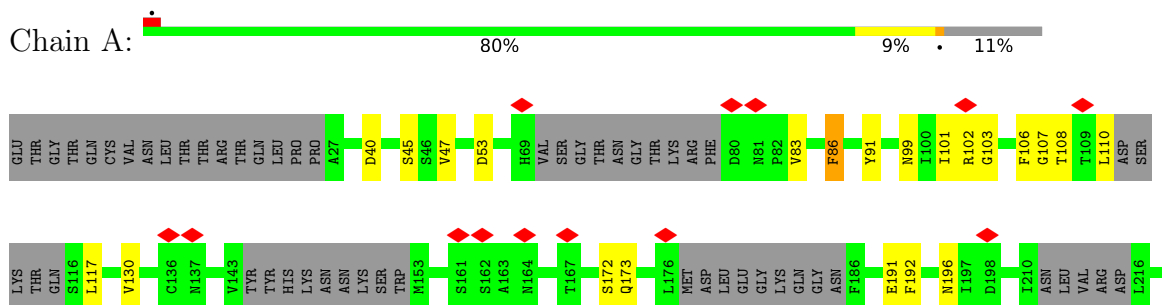 Chain A:
80% 9% • 11%
GLU THR GLY THR GLN CYS VAL ASN LEU THR THR ARG THR GLN LEU PRO PRO A27 D40 S45 S46 V47 D53 H69 VAL SER GLY THR ASN GLY THR LYS ARG PHE D80 N81 P82 V83 F86 Y91 N99 I100 I101 R102 G103 F106 G107 T108 T109 L110 ASP SER
LYS THR GLN S116 L117 V130 C136 N137 V143 TYR TYR HIS LYS ASN ASN LYS SER TRP M153 S161 S162 A163 N164 T167 S172 Q173 L176 MET ASP LEU GLU GLY LYS GLN GLY ASN F186 E191 F192 N196 I197 D198 I210 ASN LEU VAL ARG ASP L216